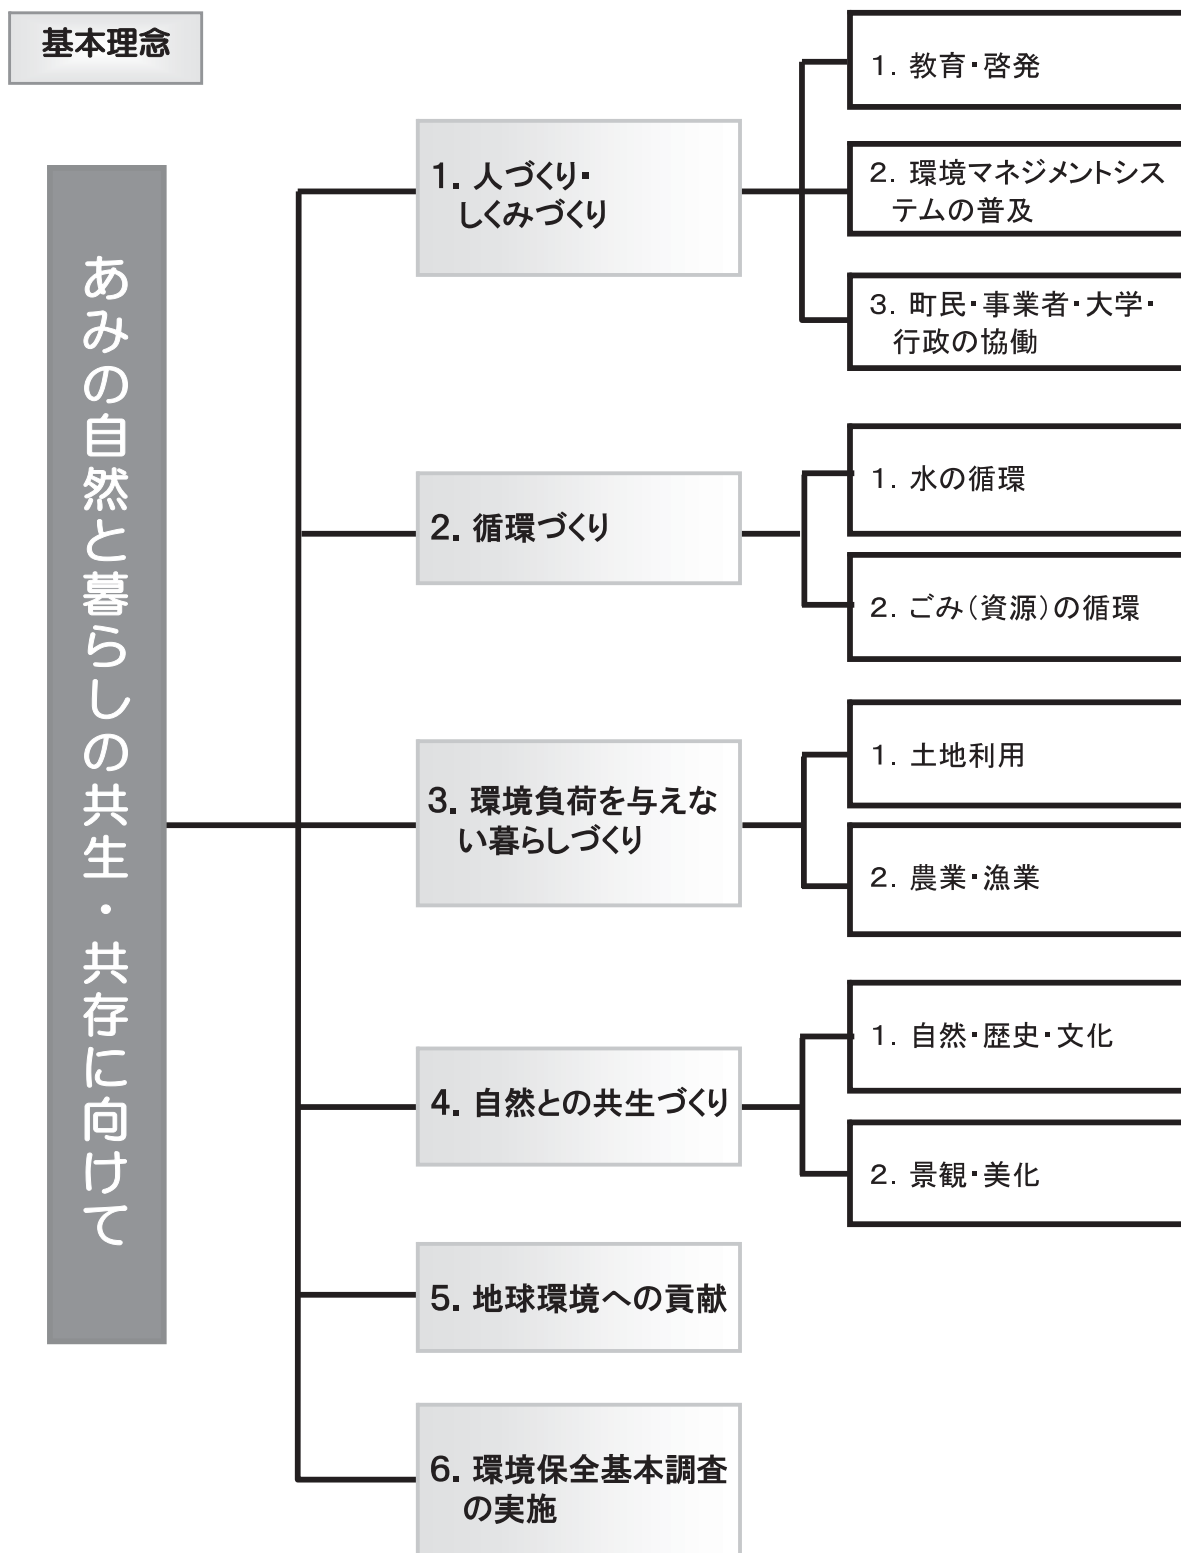 基本理念
あみの自然と暮らしの共生・共存に向けて
1. 人づくり・
しくみづくり
1. 教育・啓発
2. 環境マネジメントシス
テムの普及
3. 町民・事業者・大学・
行政の協働
2. 循環づくり
1. 水の循環
2. ごみ(資源)の循環
3. 環境負荷を与えな
い暮らしづくり
1. 土地利用
2. 農業・漁業
4. 自然との共生づくり
1. 自然・歴史・文化
2. 景観・美化
5. 地球環境への貢献
6. 環境保全基本調査
の実施